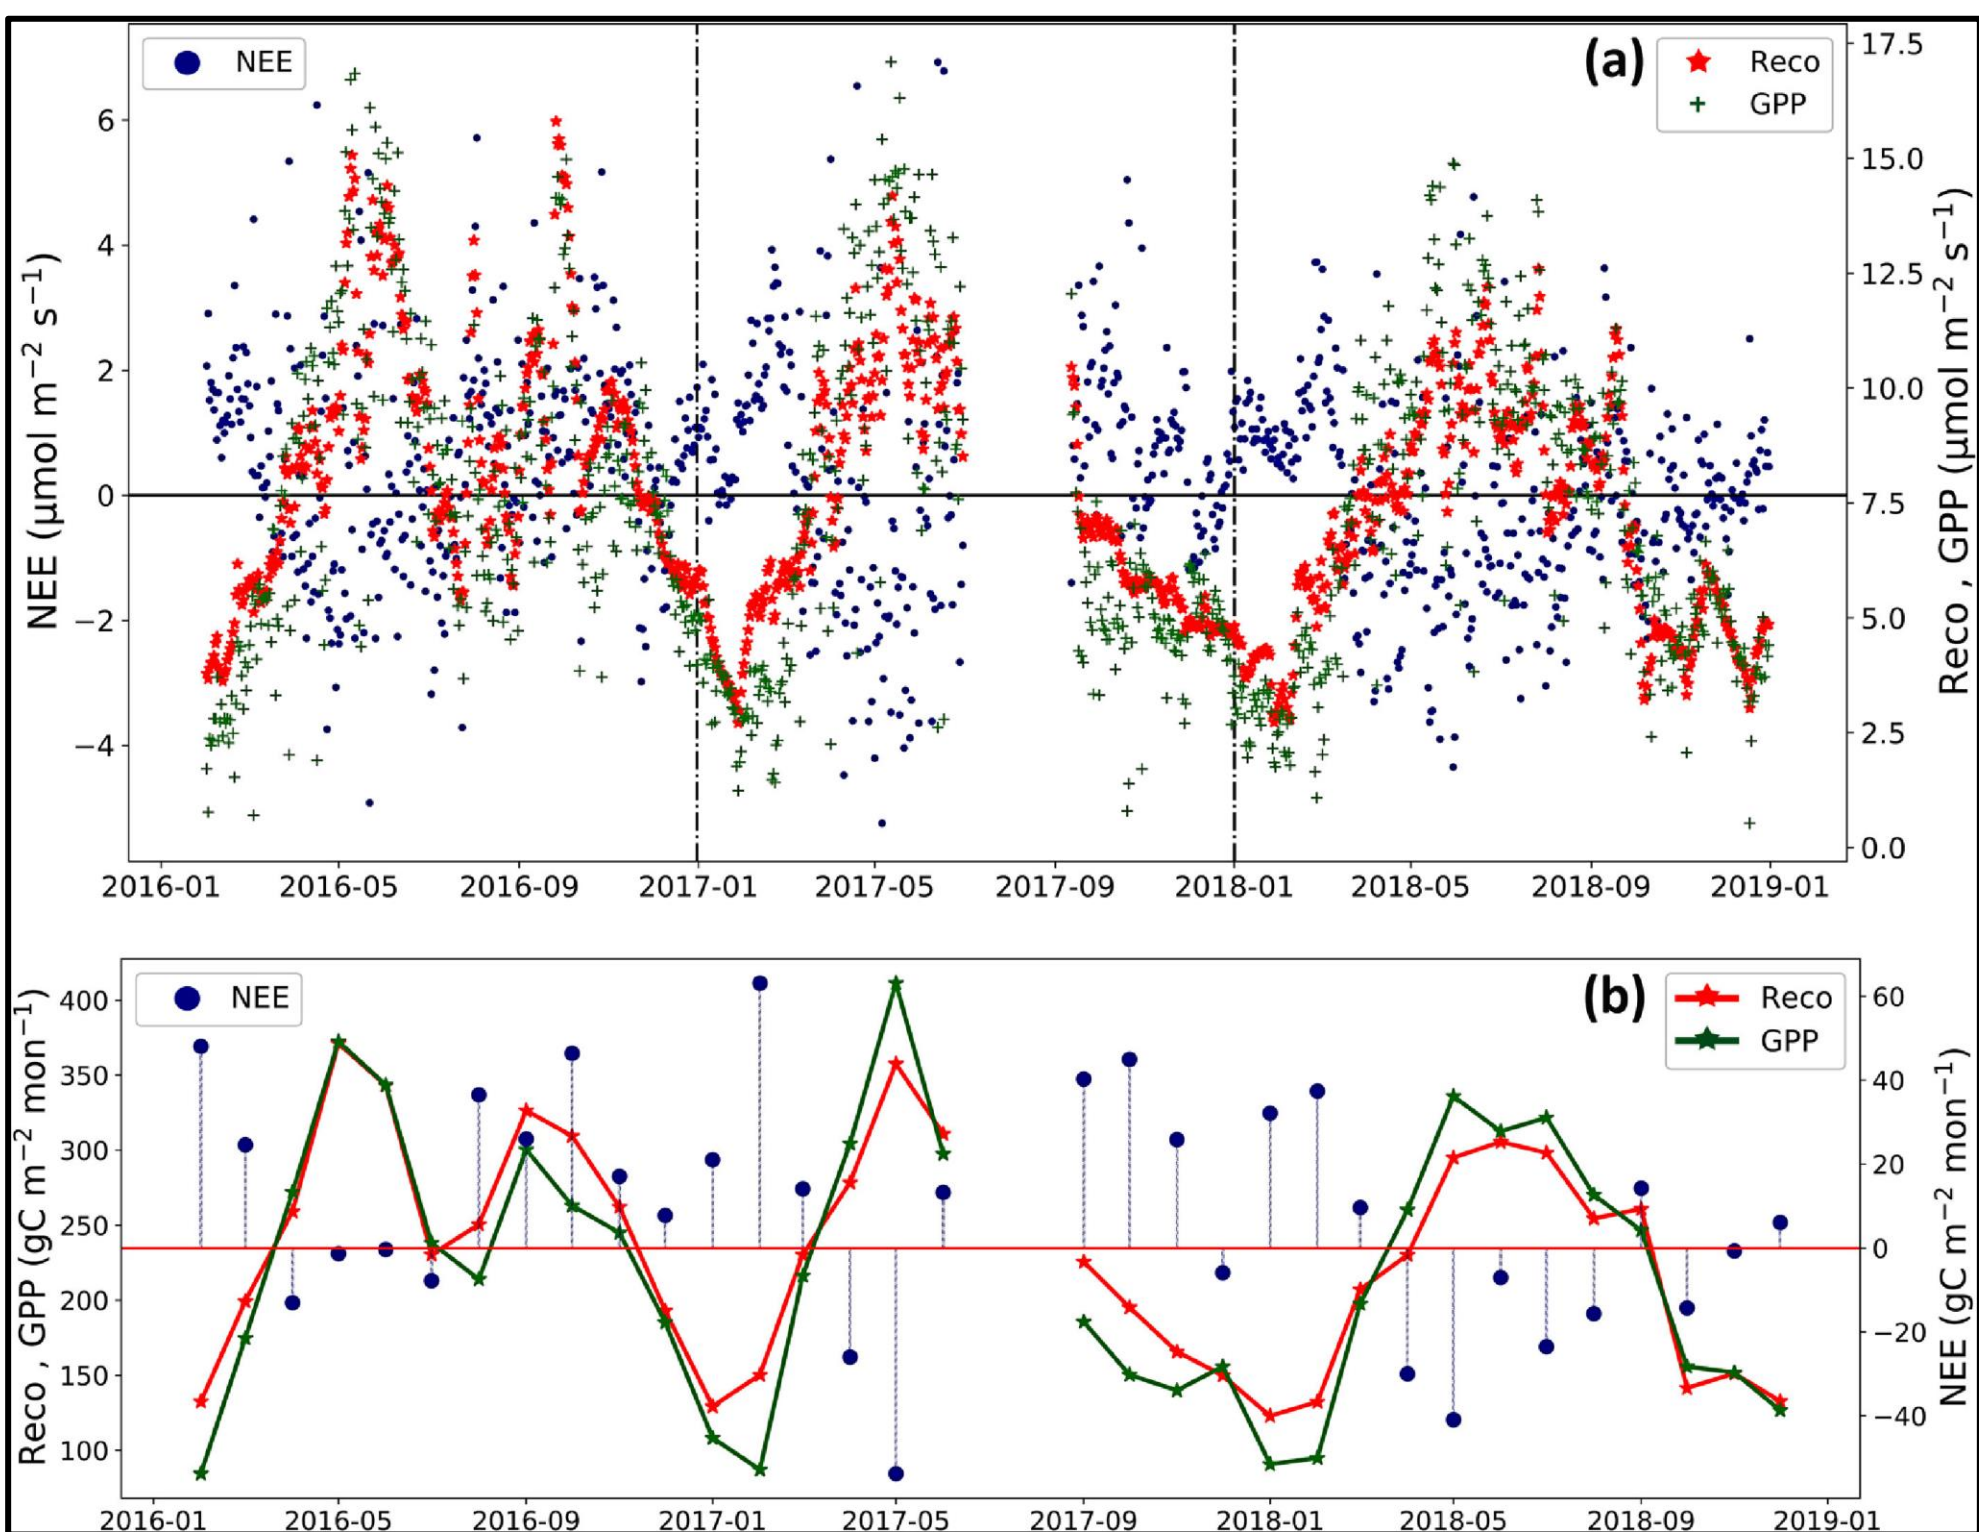 NEE
(a)
Reco
GPP
NEE (μmol m⁻² s⁻¹)
6
4
2
0
−2
−4
17.5
15.0
12.5
10.0
7.5
5.0
2.5
0.0
Reco , GPP (μmol m⁻² s⁻¹)
2016-01 2016-05 2016-09 2017-01 2017-05 2017-09 2018-01 2018-05 2018-09 2019-01
NEE
(b)
Reco
GPP
Reco , GPP (gC m⁻² mon⁻¹)
400
350
300
250
200
150
100
60
40
20
0
−20
−40
NEE (gC m⁻² mon⁻¹)
2016-01 2016-05 2016-09 2017-01 2017-05 2017-09 2018-01 2018-05 2018-09 2019-01